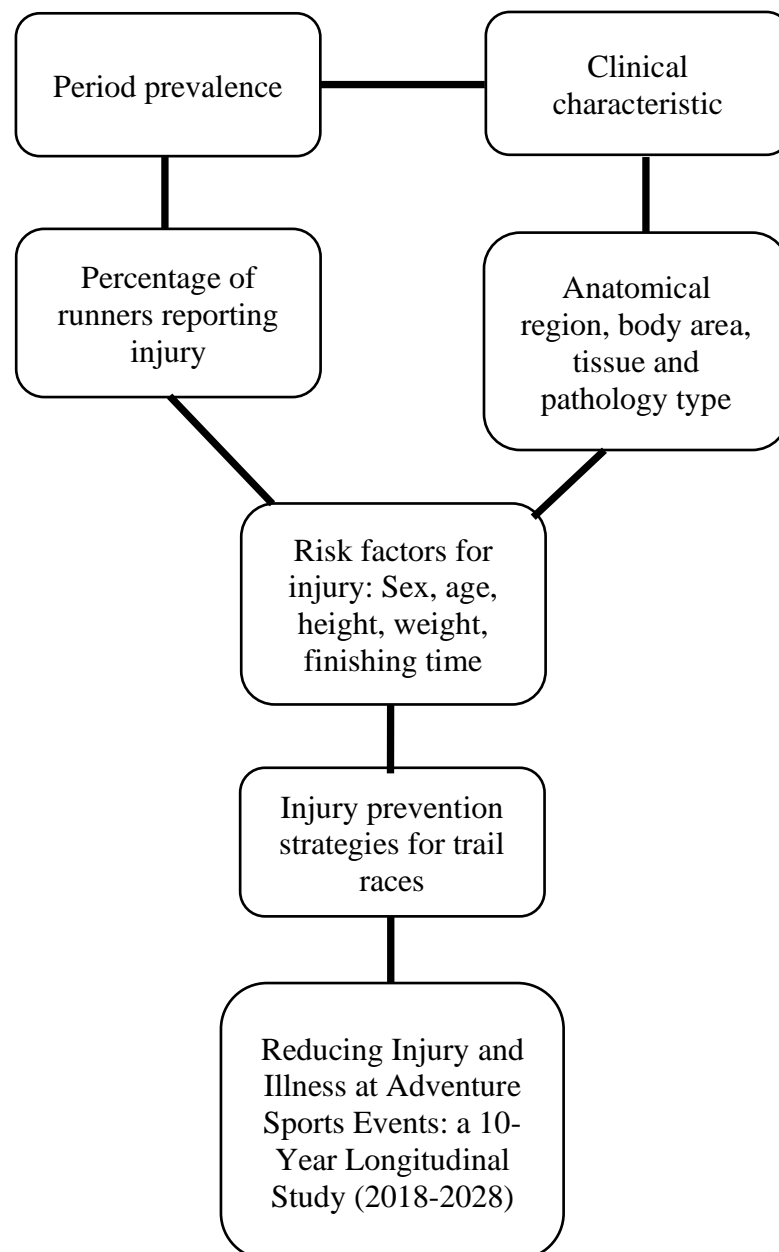 Period prevalence
Clinical
characteristic
Percentage of
runners reporting
injury
Anatomical
region, body area,
tissue and
pathology type
Risk factors for
injury: Sex, age,
height, weight,
finishing time
Injury prevention
strategies for trail
races
Reducing Injury and
Illness at Adventure
Sports Events: a 10-
Year Longitudinal
Study (2018-2028)